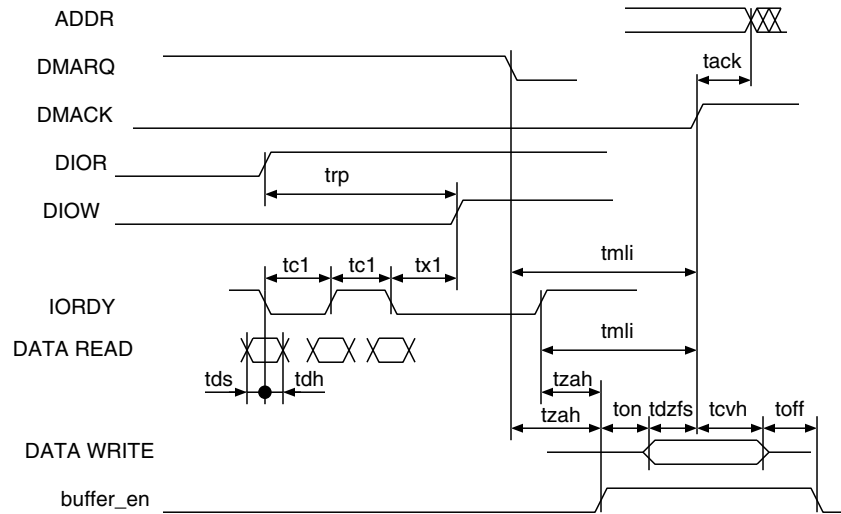 ADDR
DMARQ
tack
DMACK
DIOR
trp
DIOW
tc1 tc1 tx1 tmli
IORDY
tmli
DATA READ
tds tdh tzah
tzah ton tdzfs tcvh toff
DATA WRITE
buffer_en